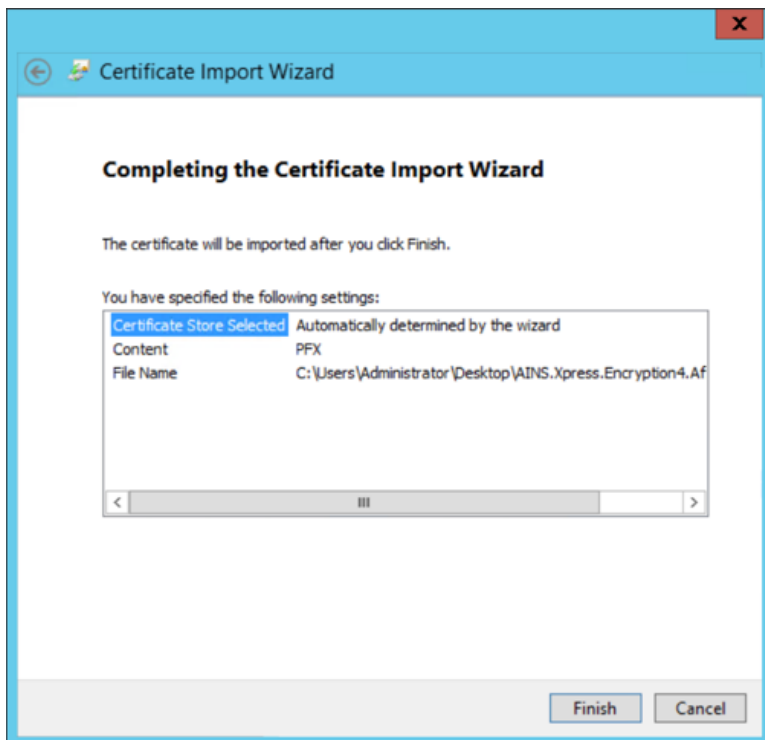 X
Certificate Import Wizard
Completing the Certificate Import Wizard
The certificate will be imported after you click Finish.
You have specified the following settings:
Certificate Store Selected Automatically determined by the wizard
Content PFX
File Name C:\Users\Administrator\Desktop\AINS.Xpress.Encryption4.Af
Finish Cancel